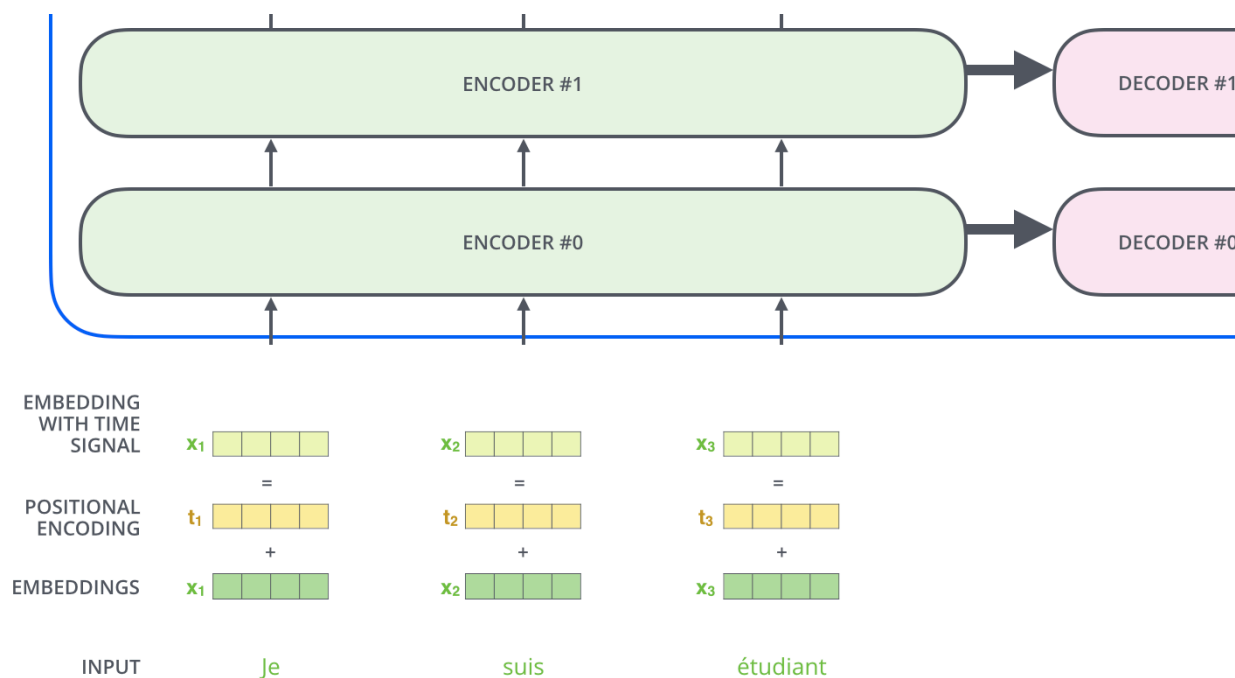 ENCODER #1
DECODER #1
ENCODER #0
DECODER #0
EMBEDDING
WITH TIME
SIGNAL
x₁ x₂ x₃
= = =
POSITIONAL
ENCODING
t₁ t₂ t₃
+ + +
EMBEDDINGS x₁ x₂ x₃
INPUT Je suis étudiant